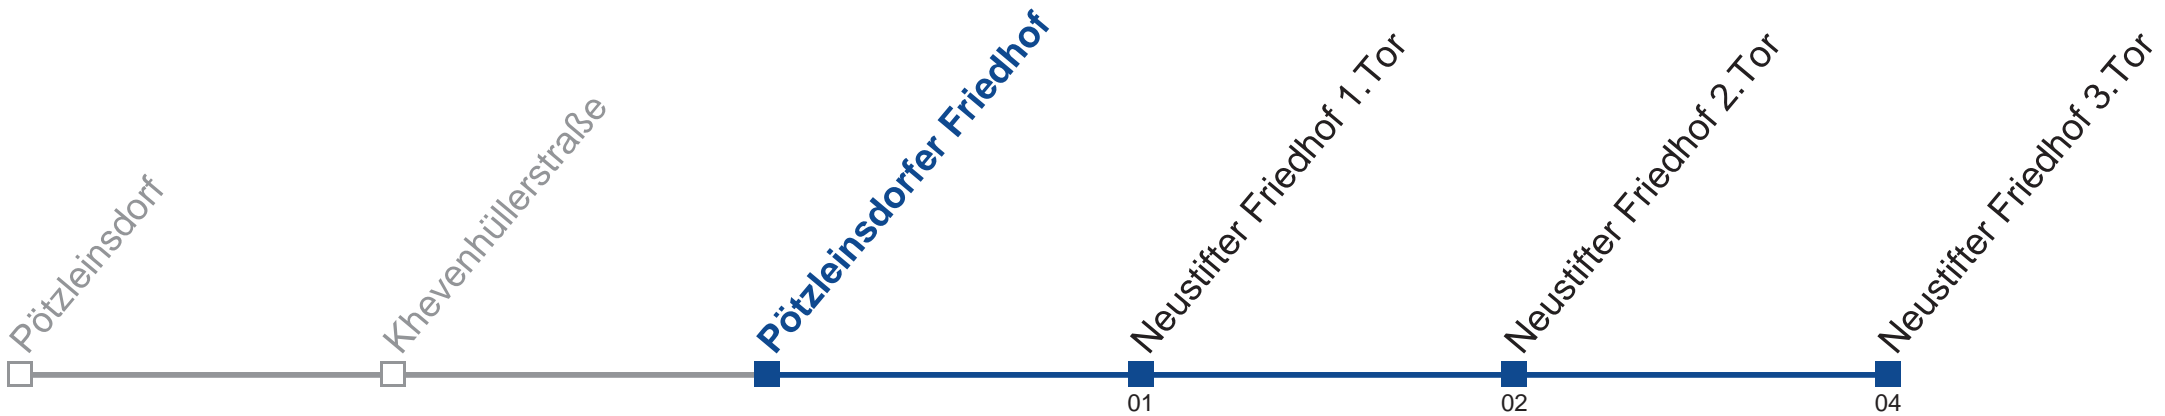 Pötzleinsdorf
Khevenhüllerstraße
Pötzleinsdorfer Friedhof
Neustifter Friedhof 1.Tor
Neustifter Friedhof 2.Tor
Neustifter Friedhof 3.Tor
01
02
04